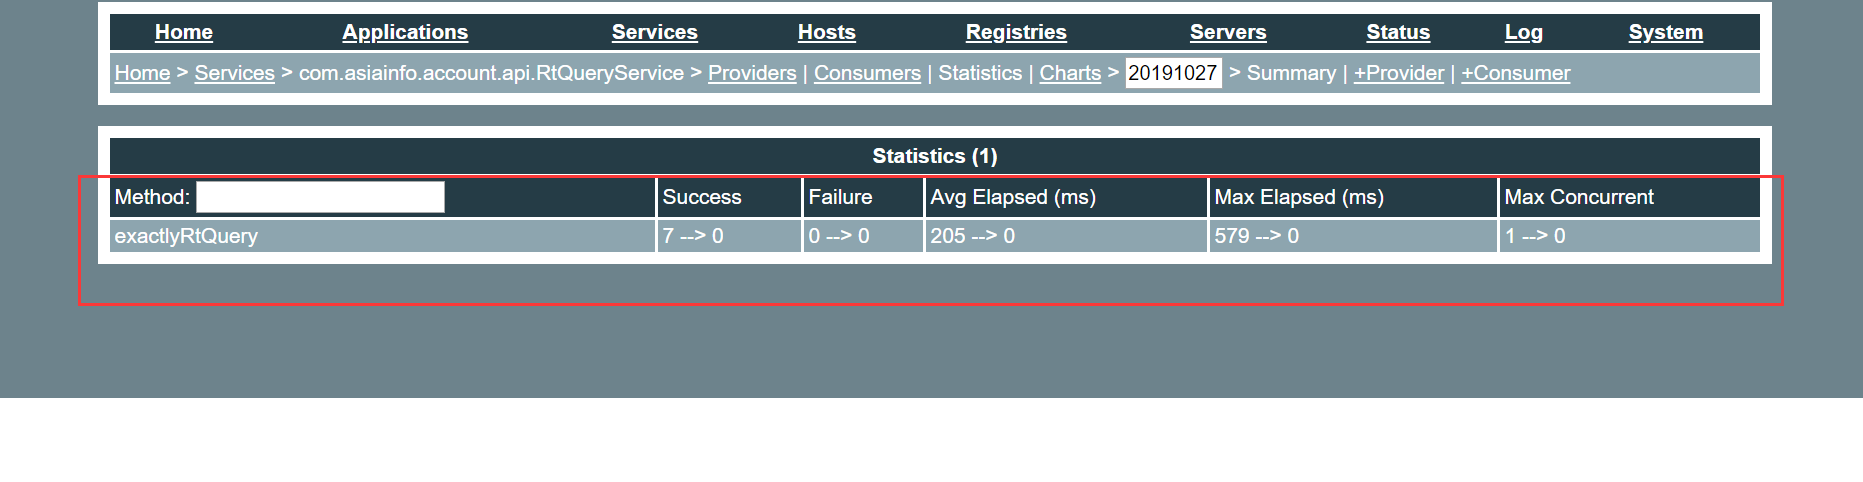 Home Applications Services Hosts Registries Servers Status Log System
Home > Services > com.asiainfo.account.api.RtQueryService > Providers | Consumers | Statistics | Charts > 20191027 > Summary | +Provider | +Consumer
Statistics (1)
Method: Success Failure Avg Elapsed (ms) Max Elapsed (ms) Max Concurrent
exactlyRtQuery 7 --> 0 0 --> 0 205 --> 0 579 --> 0 1 --> 0